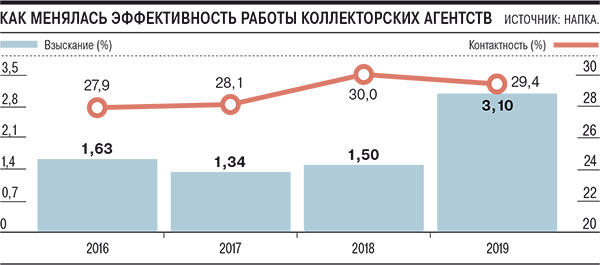 КАК МЕНЯЛАСЬ ЭФФЕКТИВНОСТЬ РАБОТЫ КОЛЛЕКТОРСКИХ АГЕНТСТВ ИСТОЧНИК: НАПКА.
Взыскание (%) Контактность (%)
3,5 30
27,9 28,1 30,0 29,4
2,8 28
3,10
2,1 26
1,63 1,34 1,50
1,4 24
0,7 22
0 20
2016 2017 2018 2019